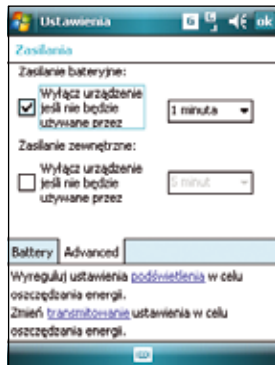 Ustawienia
G
ok
Zasilanie
Zasilanie bateryjne:
Wyłącz urządzenie
jeśli nie będzie
używane przez
1 minuta
Zasilanie zewnętrzne:
Wyłącz urządzenie
jeśli nie będzie
używane przez
5 minut
Battery Advanced
Wyreguluj ustawienia podświetlenia w celu
oszczędzania energii.
Zmień transmitowanie ustawienia w celu
oszczędzania energii.